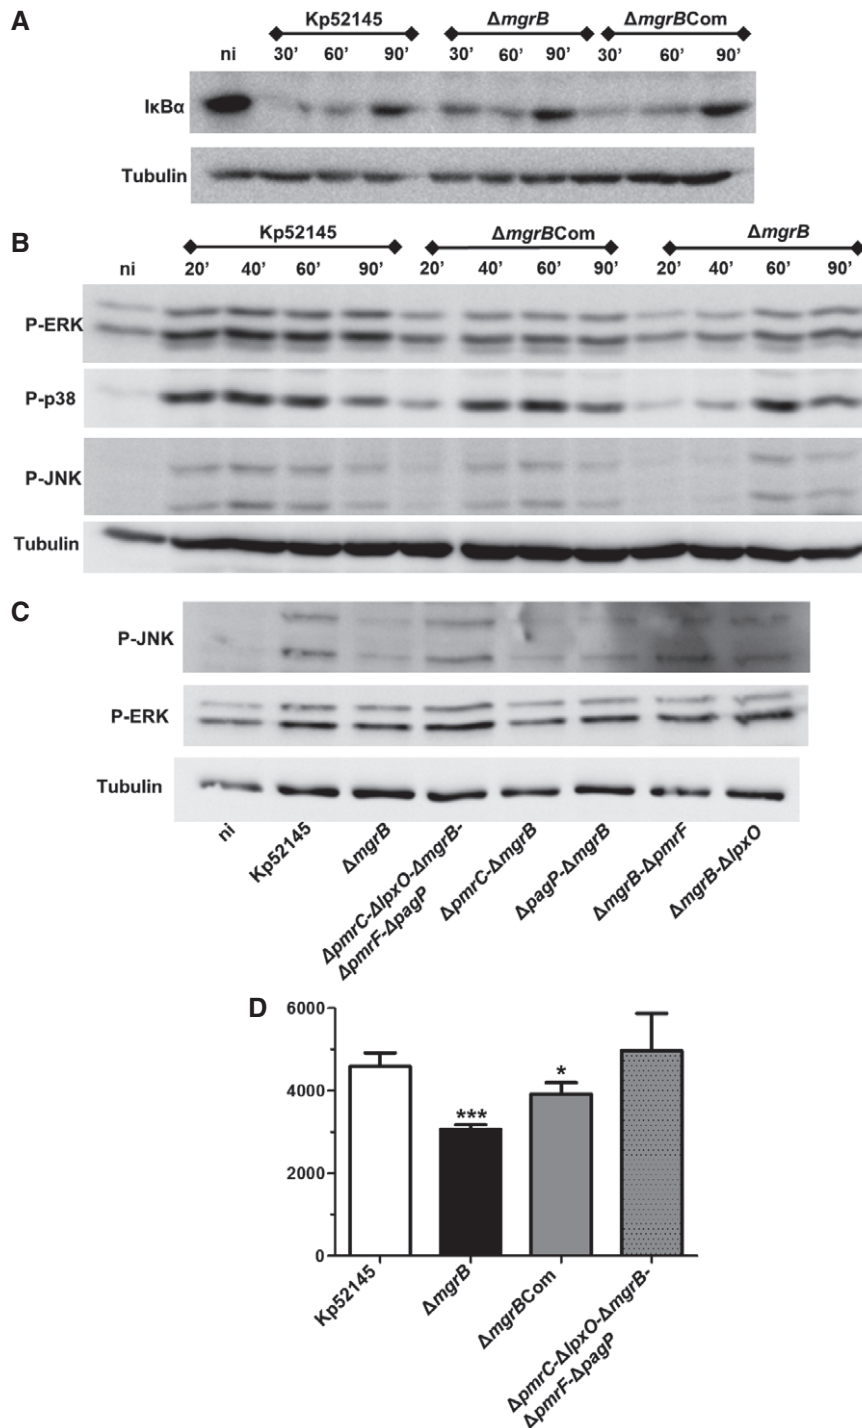 A
Kp52145 ΔmgrB ΔmgrBCom
ni 30’ 60’ 90’ 30’ 60’ 90’ 30’ 60’ 90’
IκBα
Tubulin
B
Kp52145 ΔmgrBCom ΔmgrB
ni 20’ 40’ 60’ 90’ 20’ 40’ 60’ 90’ 20’ 40’ 60’ 90’
P-ERK
P-p38
P-JNK
Tubulin
C
P-JNK
P-ERK
Tubulin
ni
Kp52145
ΔmgrB
ΔpmrC-ΔlpxO-ΔmgrB-
ΔpmrF-ΔpagP
ΔpmrC-ΔmgrB
ΔpagP-ΔmgrB
ΔmgrB-ΔpmrF
ΔmgrB-ΔlpxO
D
6000
4000
2000
0
***
*
Kp52145
ΔmgrB
ΔmgrBCom
ΔpmrC-ΔlpxO-ΔmgrB-
ΔpmrF-ΔpagP